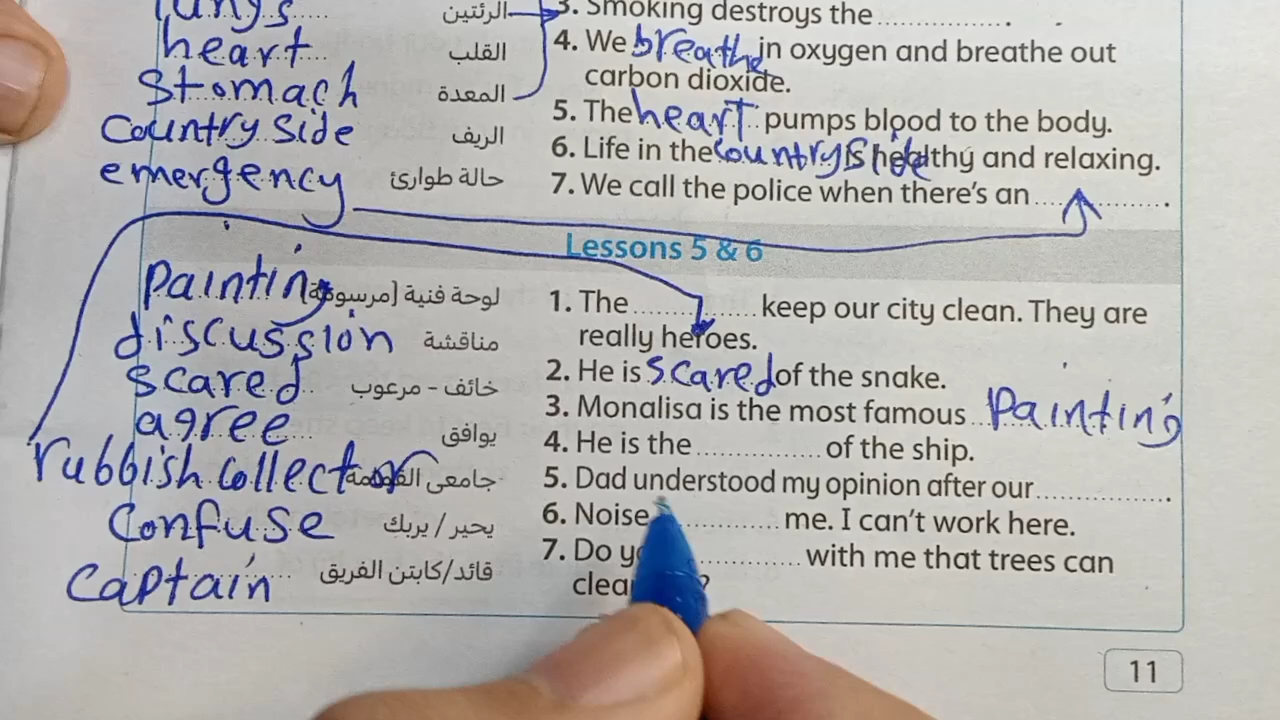 lungs
الرئتين
3. Smoking destroys the ............. .
heart
القلب
4. We breathe in oxygen and breathe out
carbon dioxide.
stomach
المعدة
5. The heart pumps blood to the body.
countryside
الريف
6. Life in the countryside is healthy and relaxing.
emergency
حالة طوارئ
7. We call the police when there's an ............. .
Lessons 5 & 6
painting
لوحة فنية (مرسومة)
1. The ............. keep our city clean. They are
really heroes.
discussion
مناقشة
scared
خائف - مرعوب
2. He is scared of the snake.
agree
يوافق
3. Monalisa is the most famous painting
4. He is the ............. of the ship.
rubbish collector
جامعى
5. Dad understood my opinion after our ............. .
confuse
يحير / يربك
6. Noise ............. me. I can't work here.
captain
قائد/كابتن الفريق
7. Do ............. with me that trees can
?
11